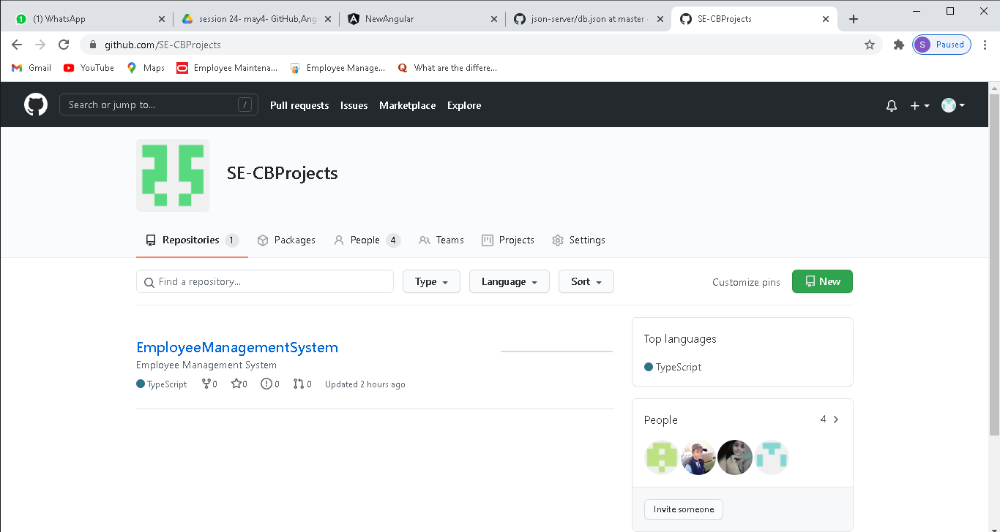 (1) WhatsApp
session 24- may4- GitHub,Ang
NewAngular
json-server/db.json at master
SE-CBProjects
github.com/SE-CBProjects
S Paused
Gmail YouTube Maps Employee Maintena... Employee Manage... What are the differe...
Search or jump to... /
Pull requests Issues Marketplace Explore
SE-CBProjects
Repositories 1 Packages People 4 Teams Projects Settings
Find a repository... Type Language Sort Customize pins New
EmployeeManagementSystem
Employee Management System
TypeScript 0 0 0 0 Updated 2 hours ago
Top languages
TypeScript
People 4
Invite someone